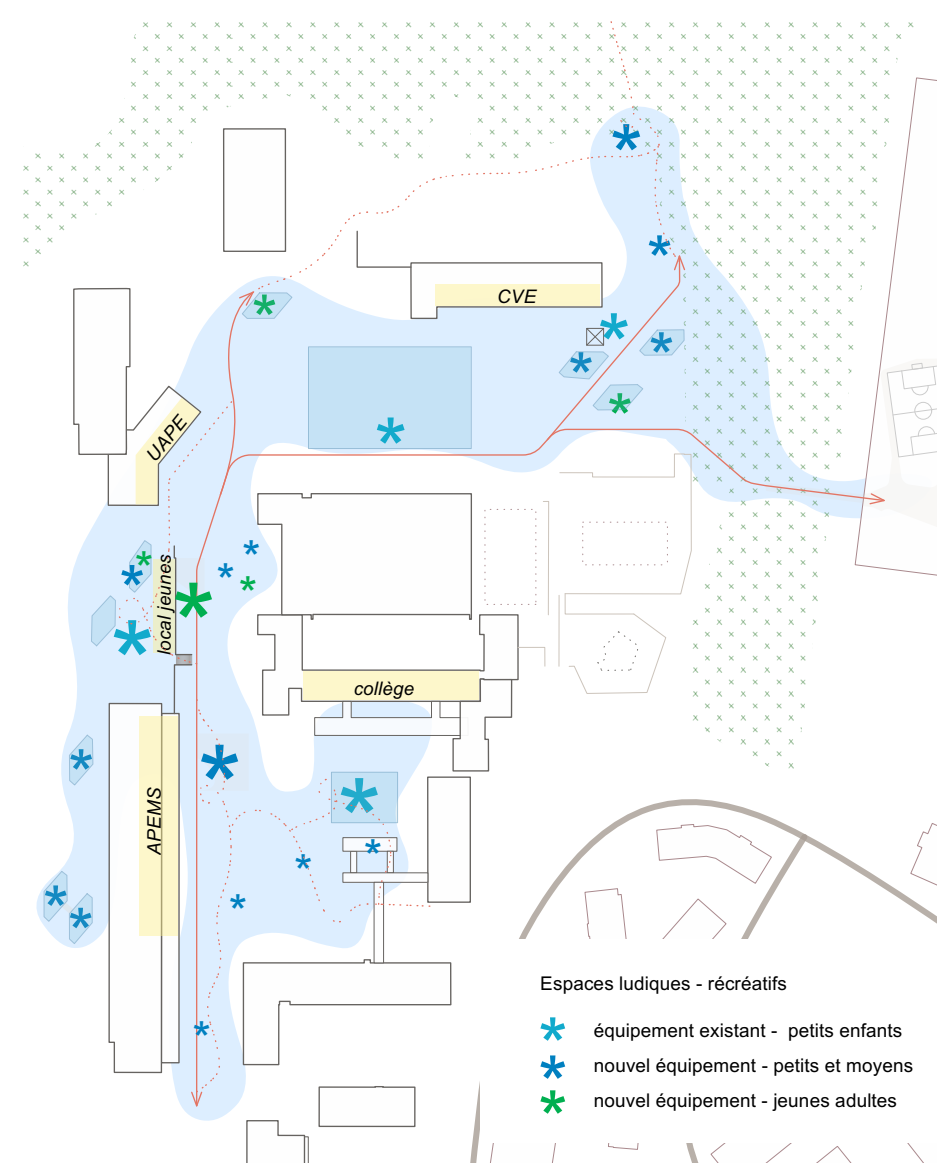 CVE
UAPE
local jeunes
collège
APEMS
Espaces ludiques - récréatifs
équipement existant - petits enfants
nouvel équipement - petits et moyens
nouvel équipement - jeunes adultes